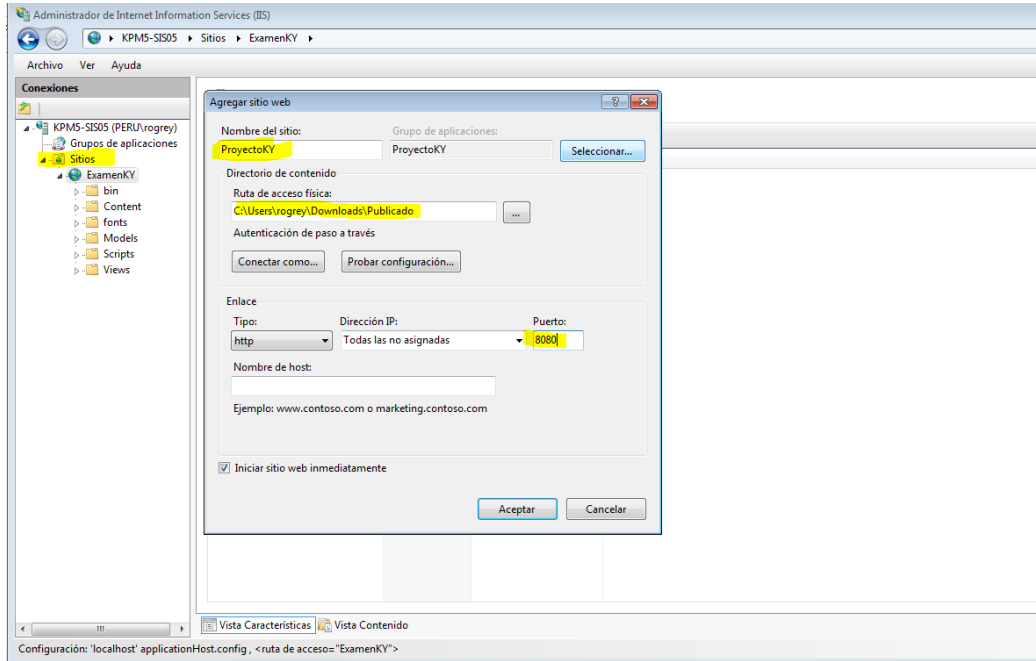 Administrador de Internet Information Services (IIS)
KPM5-SIS05 Sitios ExamenKY
Archivo Ver Ayuda
Conexiones
KPM5-SIS05 (PERU\rogrey)
Grupos de aplicaciones
Sitios
ExamenKY
bin
Content
fonts
Models
Scripts
Views
Agregar sitio web
Nombre del sitio: Grupo de aplicaciones:
ProyectoKY ProyectoKY Seleccionar...
Directorio de contenido
Ruta de acceso física:
C:\Users\rogrey\Downloads\Publicado ...
Autenticación de paso a través
Conectar como... Probar configuración...
Enlace
Tipo: Dirección IP: Puerto:
http Todas las no asignadas 8080
Nombre de host:
Ejemplo: www.contoso.com o marketing.contoso.com
Iniciar sitio web inmediatamente
Aceptar Cancelar
Vista Características Vista Contenido
Configuración: 'localhost' applicationHost.config , <ruta de acceso="ExamenKY">